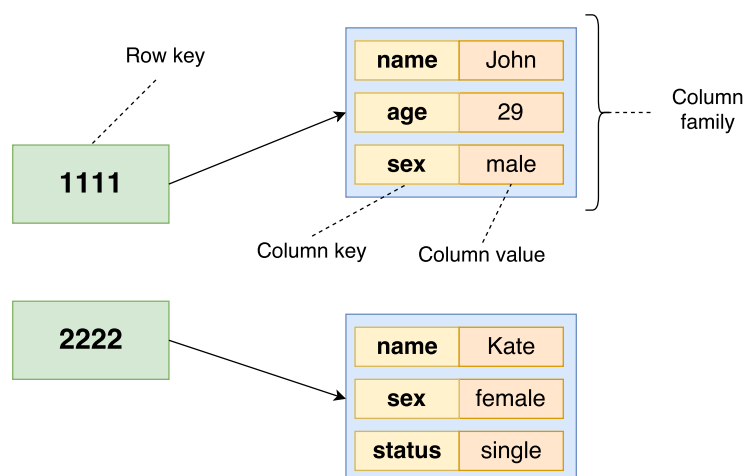 Row key
1111
name John
age 29
sex male
Column
family
Column key
Column value
2222
name Kate
sex female
status single